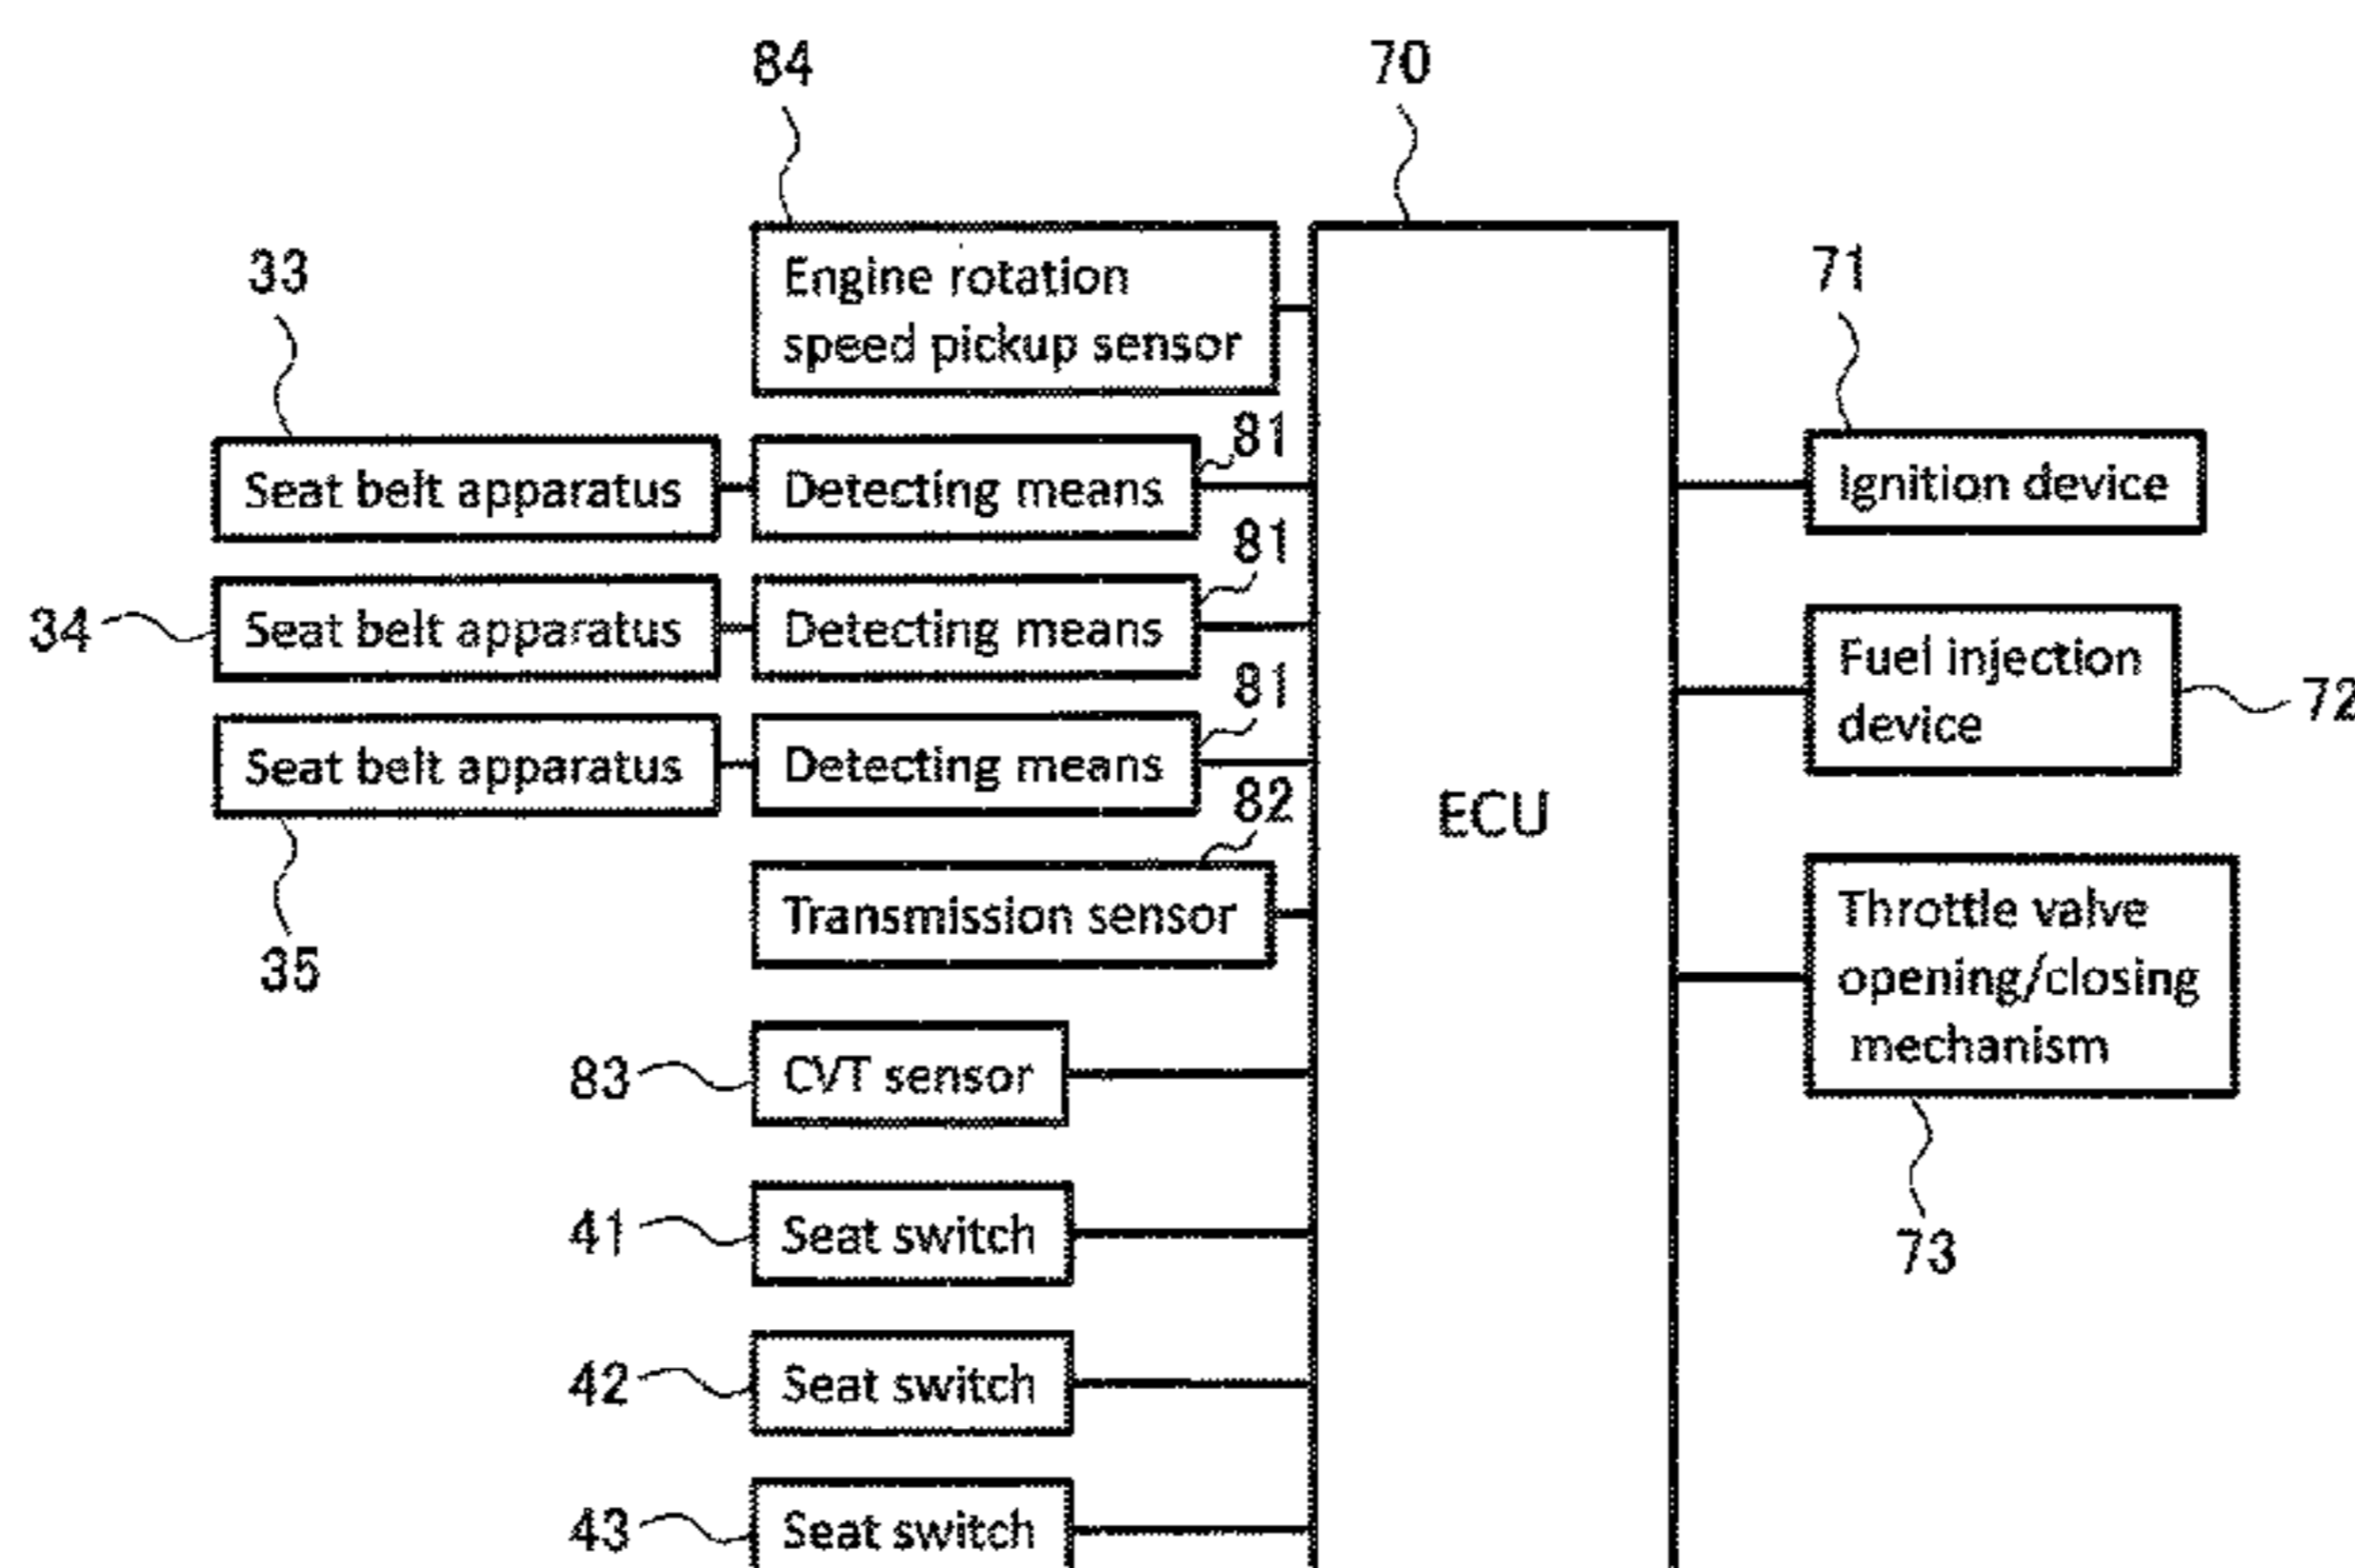 84
70
Engine rotation
speed pickup sensor
33
71
81
Seat belt apparatus
Detecting means
Ignition device
81
34
Seat belt apparatus
Detecting means
Fuel injection
device
72
81
Seat belt apparatus
Detecting means
ECU
82
35
Transmission sensor
Throttle valve
opening/closing
mechanism
83
CVT sensor
73
41
Seat switch
42
Seat switch
43
Seat switch